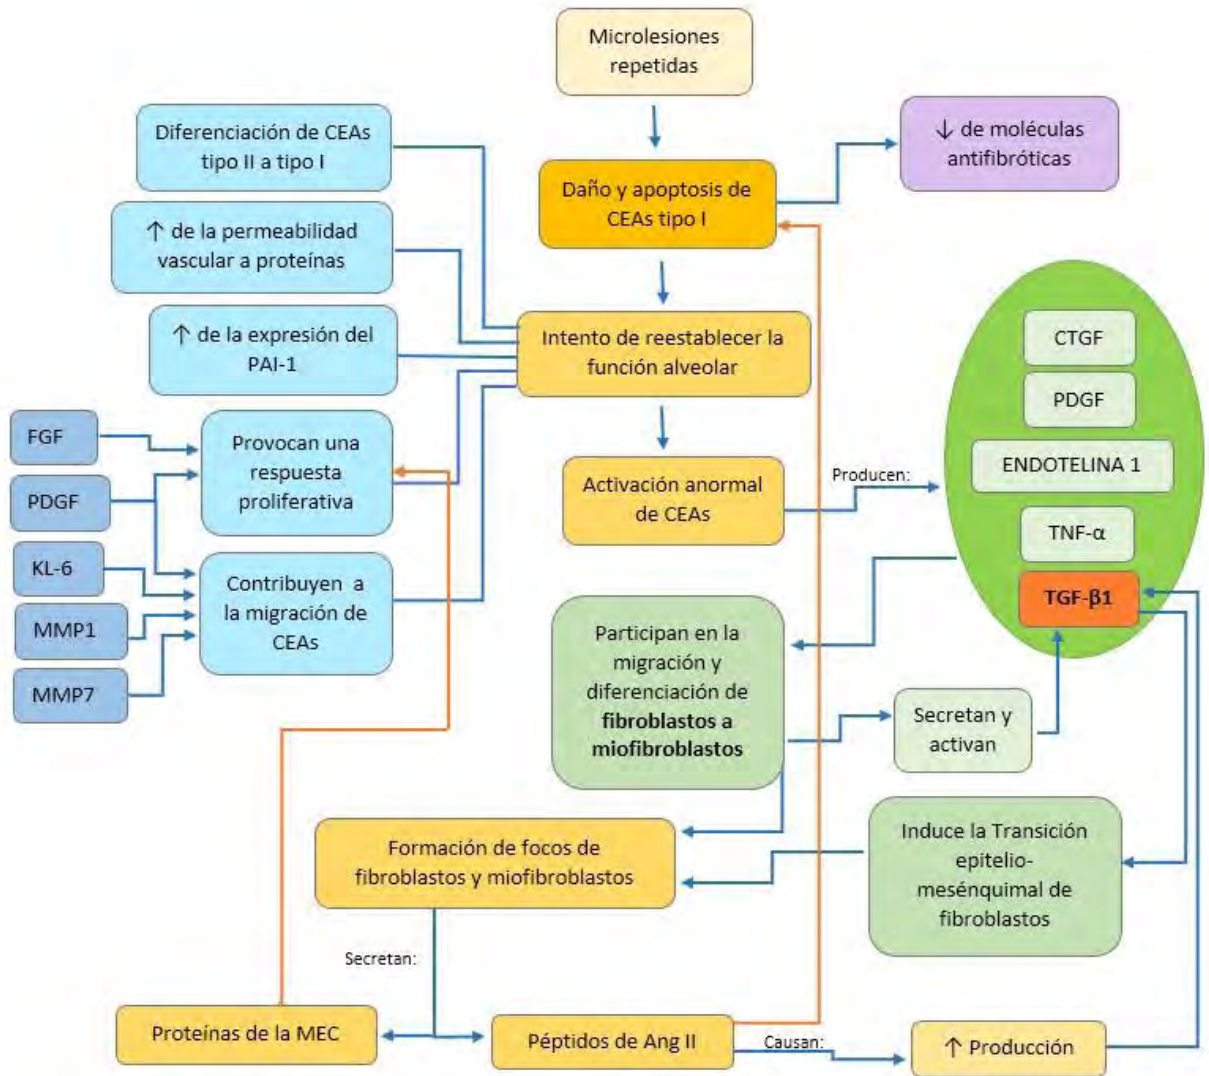 Microlesiones
repetidas
Diferenciación de CEAs
tipo II a tipo I
↓ de moléculas
antifibróticas
Daño y apoptosis de
CEAs tipo I
↑ de la permeabilidad
vascular a proteínas
↑ de la expresión del
PAI-1
Intento de reestablecer la
función alveolar
CTGF
PDGF
ENDOTELINA 1
TNF-α
TGF-β1
FGF
PDGF
KL-6
MMP1
MMP7
Provocan una
respuesta
proliferativa
Contribuyen a
la migración de
CEAs
Activación anormal
de CEAs
Producen:
Participan en la
migración y
diferenciación de
fibroblastos a
miofibroblastos
Secretan y
activan
Induce la Transición
epitelio-
mesénquimal de
fibroblastos
Formación de focos de
fibroblastos y miofibroblastos
Secretan:
Proteínas de la MEC
Péptidos de Ang II
Causan:
↑ Producción